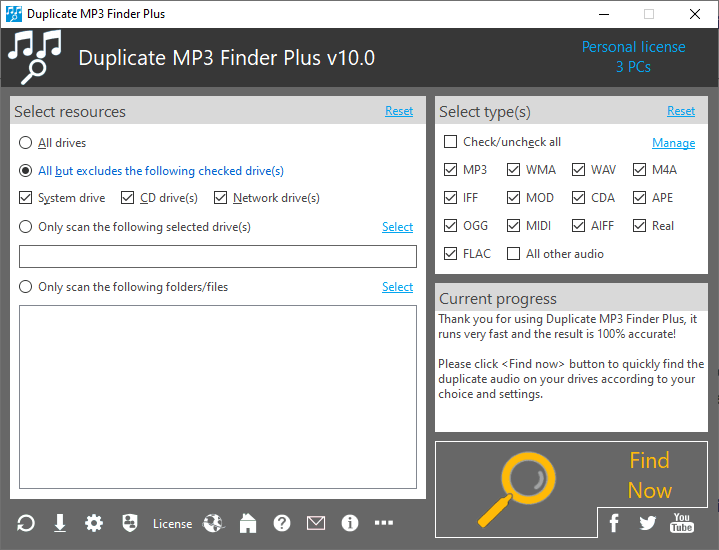 Duplicate MP3 Finder Plus
Duplicate MP3 Finder Plus v10.0
Personal license
3 PCs
Select resources
Reset
All drives
All but excludes the following checked drive(s)
System drive
CD drive(s)
Network drive(s)
Only scan the following selected drive(s)
Select
Only scan the following folders/files
Select
Select type(s)
Reset
Check/uncheck all
Manage
MP3 WMA WAV M4A
IFF MOD CDA APE
OGG MIDI AIFF Real
FLAC All other audio
Current progress
Thank you for using Duplicate MP3 Finder Plus, it
runs very fast and the result is 100% accurate!
Please click <Find now> button to quickly find the
duplicate audio on your drives according to your
choice and settings.
Find
Now
License
You
Tube